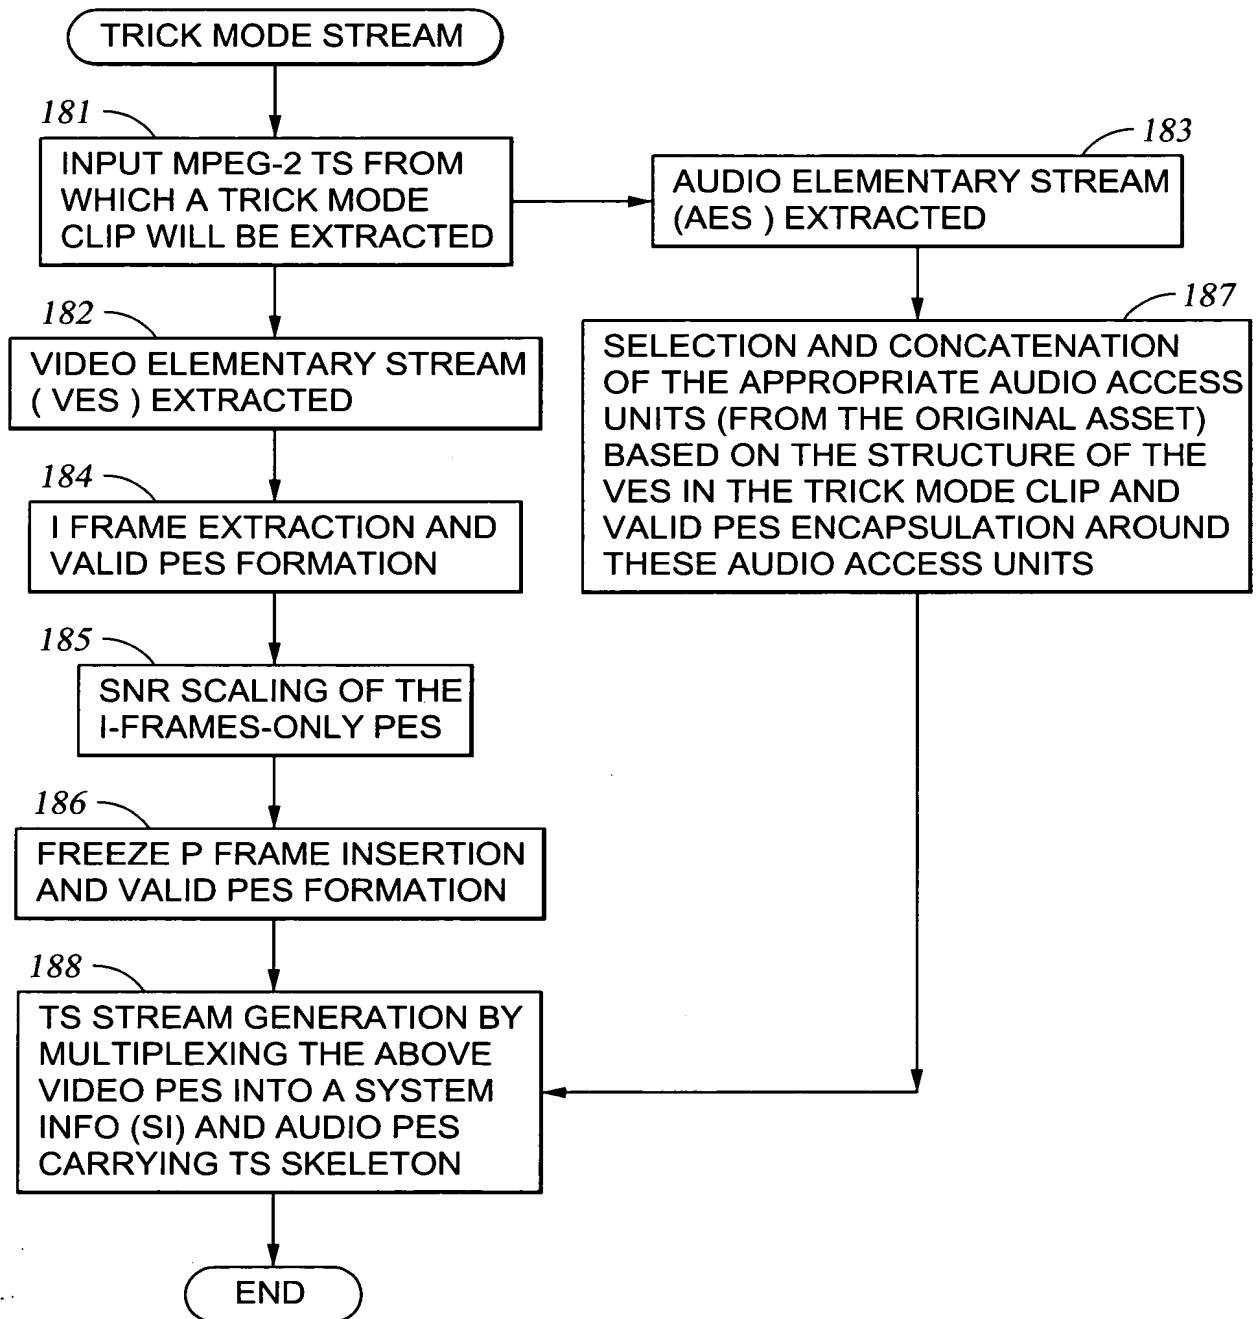 TRICK MODE STREAM
181
INPUT MPEG-2 TS FROM
WHICH A TRICK MODE
CLIP WILL BE EXTRACTED
183
AUDIO ELEMENTARY STREAM
(AES ) EXTRACTED
182
VIDEO ELEMENTARY STREAM
( VES ) EXTRACTED
187
SELECTION AND CONCATENATION
OF THE APPROPRIATE AUDIO ACCESS
UNITS (FROM THE ORIGINAL ASSET)
BASED ON THE STRUCTURE OF THE
VES IN THE TRICK MODE CLIP AND
VALID PES ENCAPSULATION AROUND
THESE AUDIO ACCESS UNITS
184
I FRAME EXTRACTION AND
VALID PES FORMATION
185
SNR SCALING OF THE
I-FRAMES-ONLY PES
186
FREEZE P FRAME INSERTION
AND VALID PES FORMATION
188
TS STREAM GENERATION BY
MULTIPLEXING THE ABOVE
VIDEO PES INTO A SYSTEM
INFO (SI) AND AUDIO PES
CARRYING TS SKELETON
END